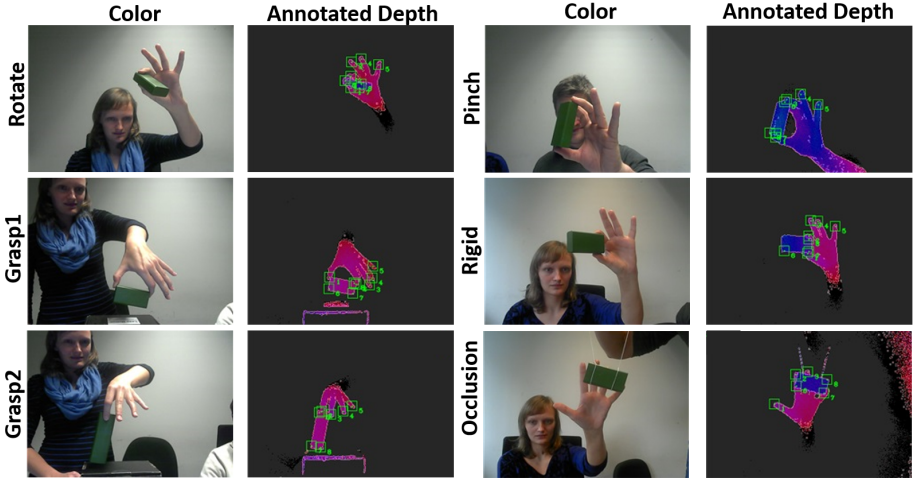 Color
Annotated Depth
Color
Annotated Depth
Rotate
Pinch
Grasp1
Rigid
Grasp2
Occlusion